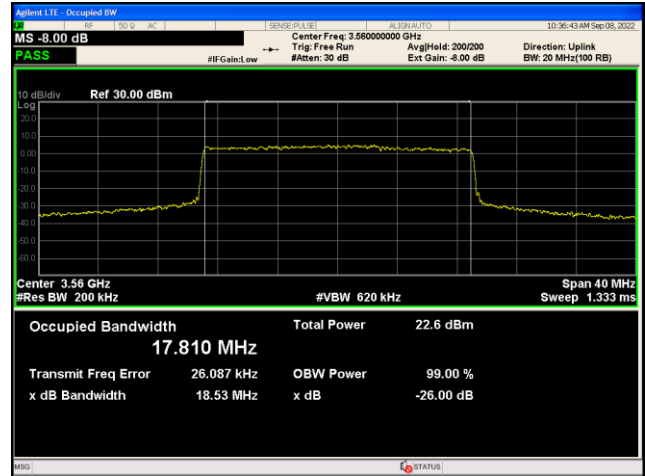 Agilent LTE - Occupied BW
RF 50 Ω AC SENSE:PULSE ALIGNAUTO 10:36:43 AM Sep 08, 2022
MS -8.00 dB
Center Freq: 3.560000000 GHz
PASS
Trig: Free Run Avg|Hold: 200/200 Direction: Uplink
#IFGain:Low #Atten: 30 dB Ext Gain: -8.00 dB BW: 20 MHz(100 RB)
10 dB/div Ref 30.00 dBm
Log
20.0
10.0
0.00
-10.0
-20.0
-30.0
-40.0
-50.0
-60.0
Center 3.56 GHz Span 40 MHz
#Res BW 200 kHz #VBW 620 kHz Sweep 1.333 ms
Occupied Bandwidth Total Power 22.6 dBm
17.810 MHz
Transmit Freq Error 26.087 kHz OBW Power 99.00 %
x dB Bandwidth 18.53 MHz x dB -26.00 dB
MSG STATUS